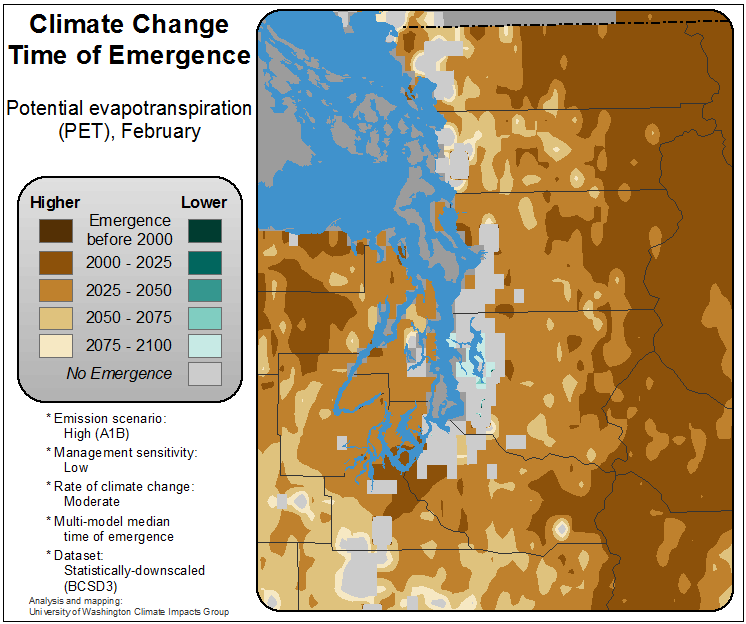 Climate Change
Time of Emergence
Potential evapotranspiration
(PET), February
Higher Lower
Emergence
before 2000
2000 - 2025
2025 - 2050
2050 - 2075
2075 - 2100
No Emergence
* Emission scenario:
High (A1B)
* Management sensitivity:
Low
* Rate of climate change:
Moderate
* Multi-model median
time of emergence
* Dataset:
Statistically-downscaled
(BCSD3)
Analysis and mapping:
University of Washington Climate Impacts Group